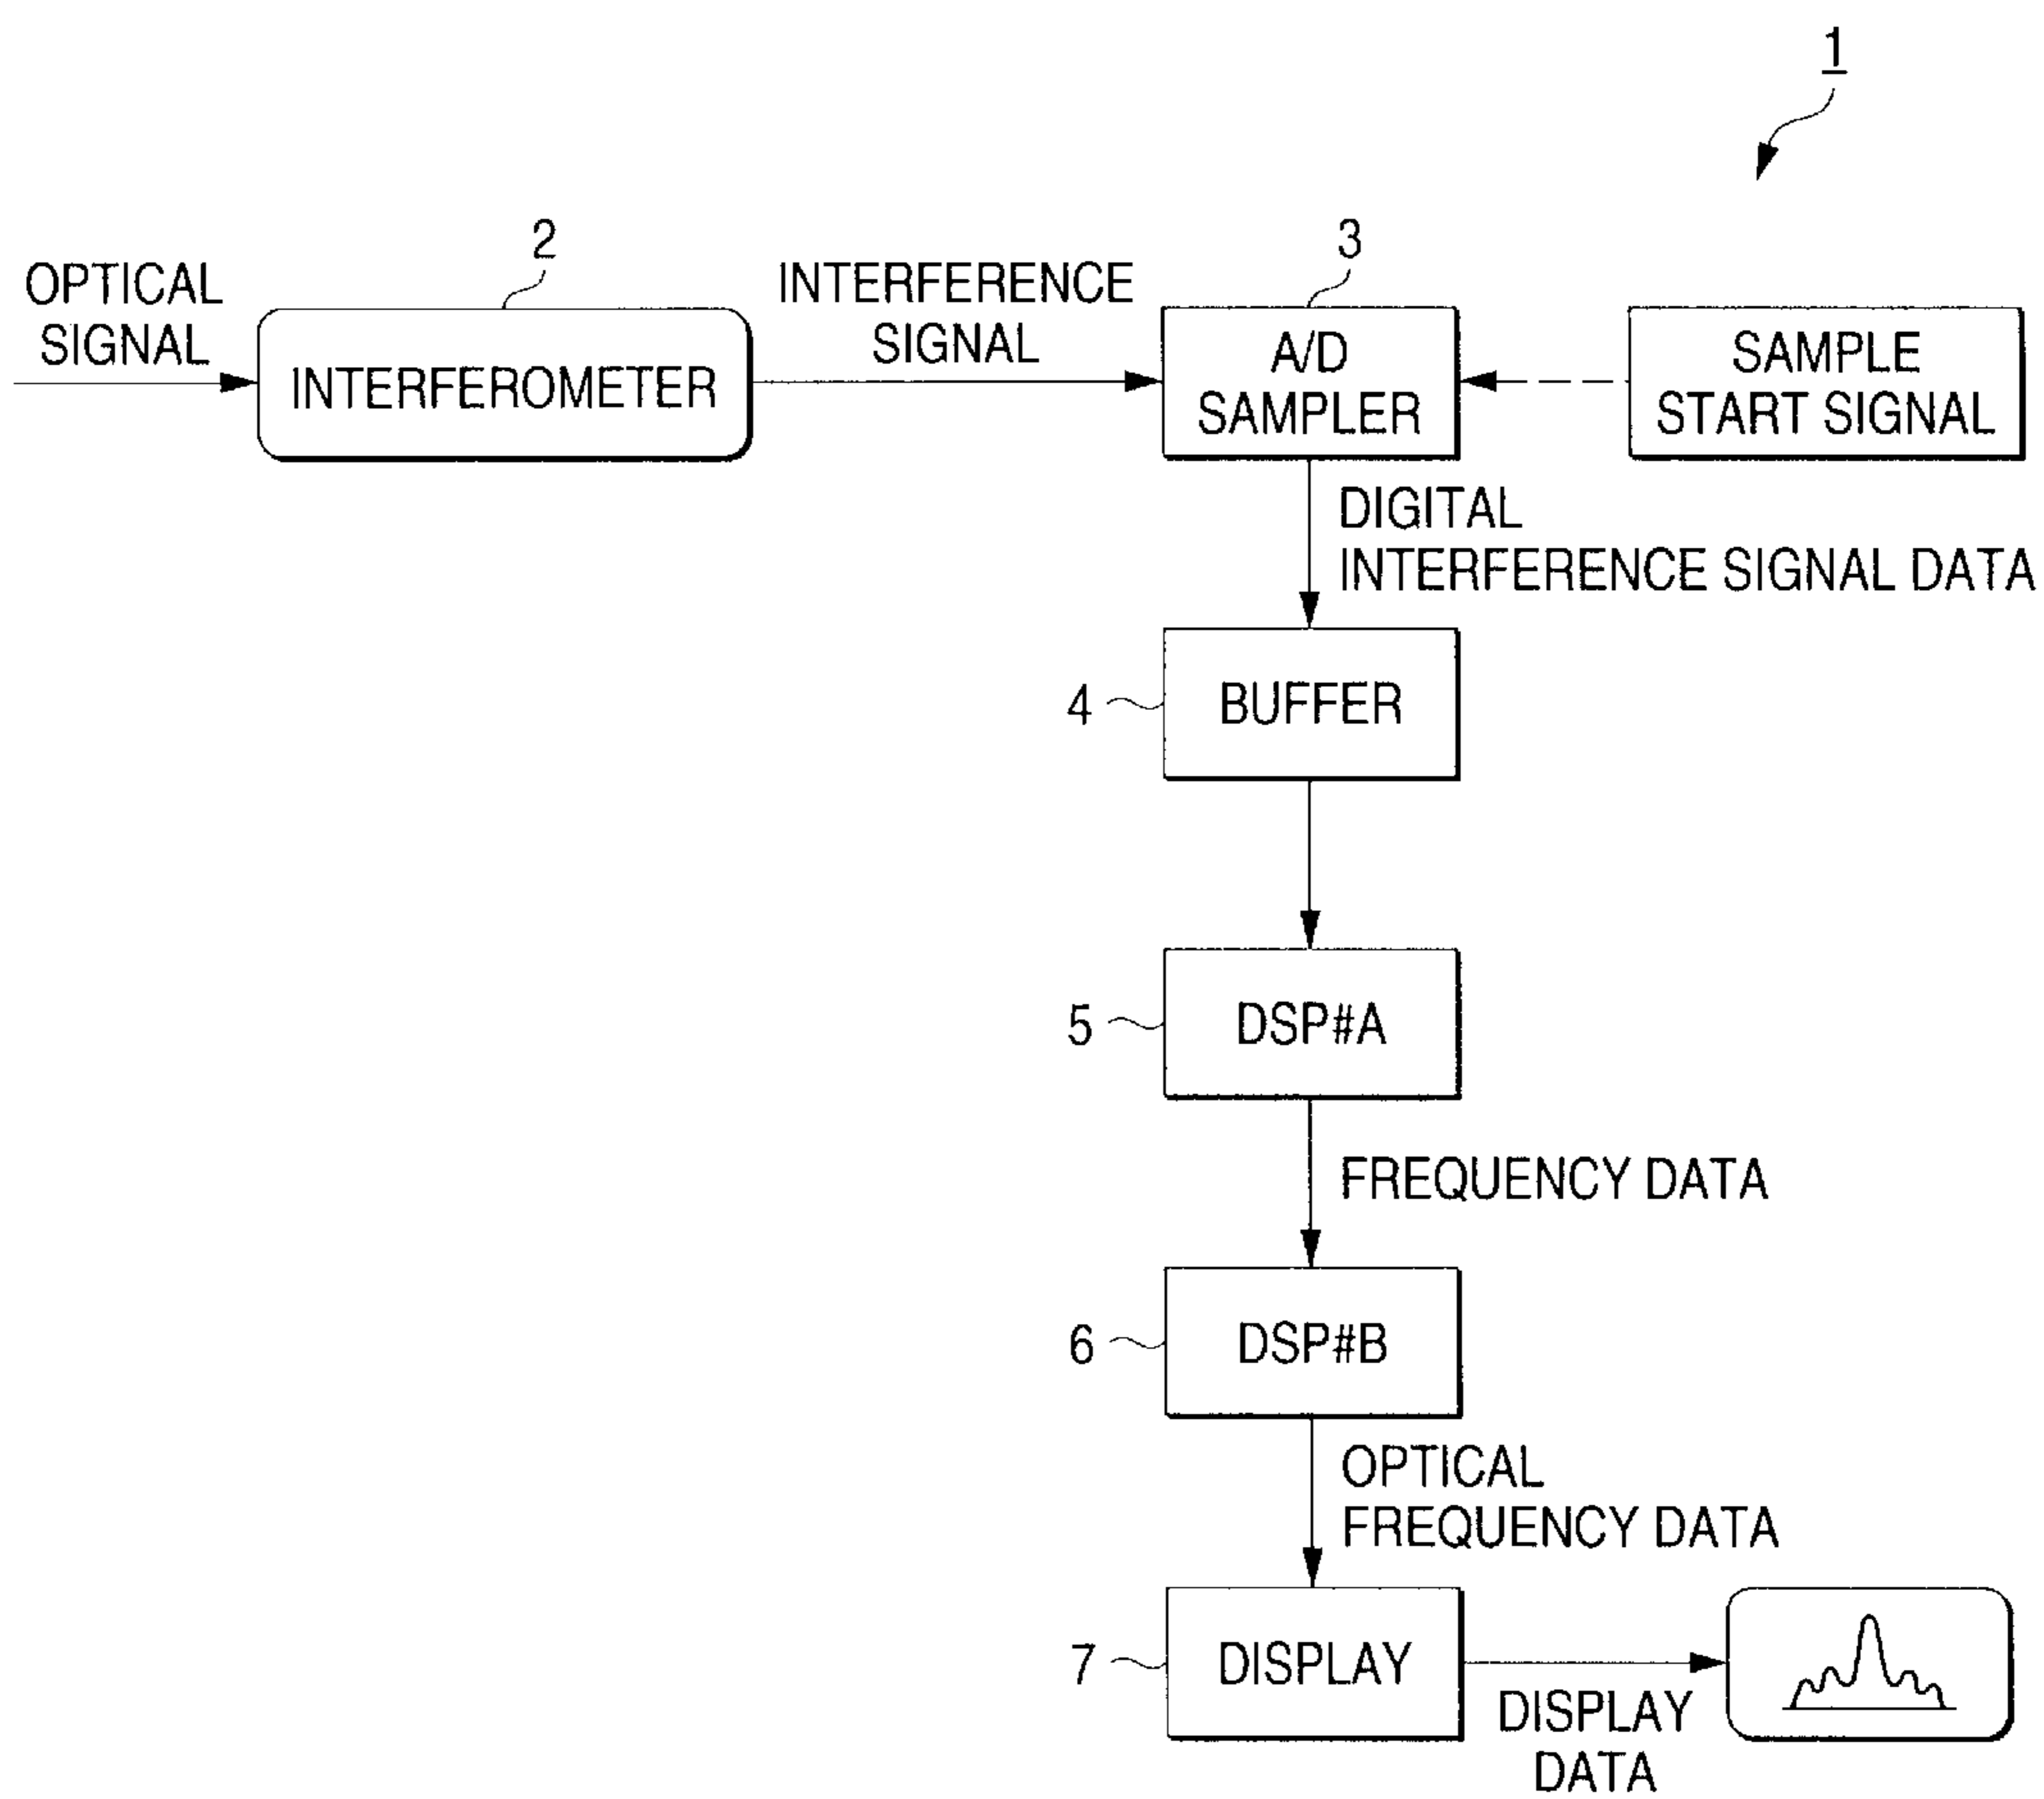 1
OPTICAL
SIGNAL
2
INTERFEROMETER
INTERFERENCE
SIGNAL
3
A/D
SAMPLER
SAMPLE
START SIGNAL
DIGITAL
INTERFERENCE SIGNAL DATA
4
BUFFER
5
DSP#A
FREQUENCY DATA
6
DSP#B
OPTICAL
FREQUENCY DATA
7
DISPLAY
DISPLAY
DATA